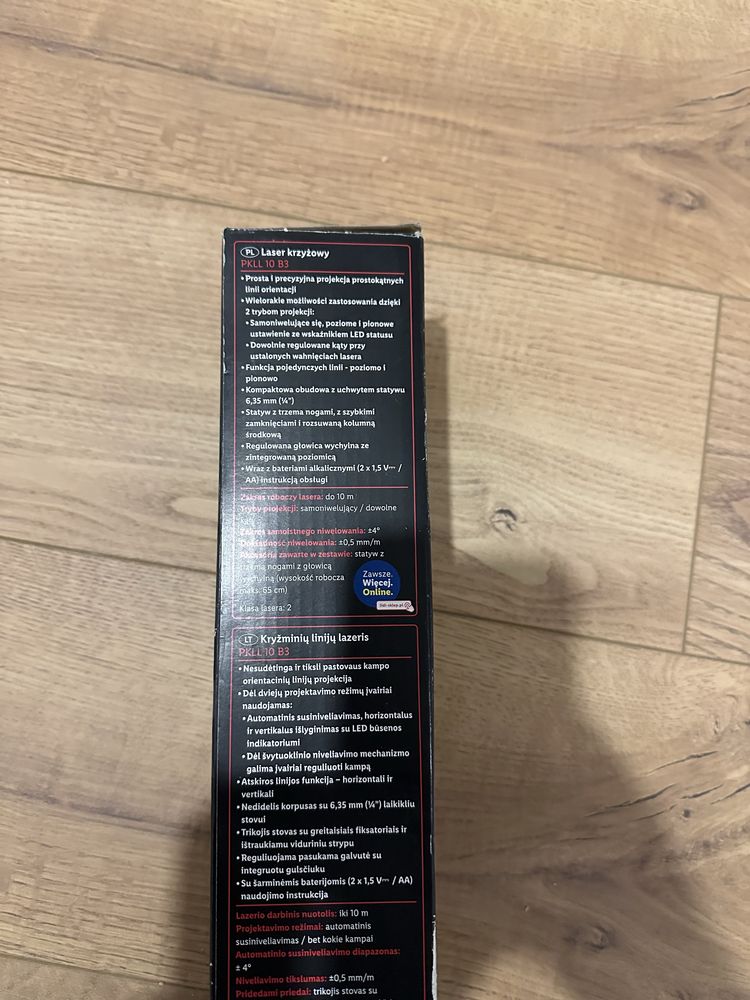 PL Laser krzyżowy
PKLL 10 B3
• Prosta i precyzyjna projekcja prostokątnych
linii orientacji
• Wielorakie możliwości zastosowania dzięki
2 trybom projekcji:
• Samoniwelujące się, poziome i pionowe
ustawienie ze wskaźnikiem LED statusu
• Dowolnie regulowane kąty przy
ustalonych wahnięciach lasera
• Funkcja pojedynczych linii - poziomo i
pionowo
• Kompaktowa obudowa z uchwytem statywu
6,35 mm (¼")
• Statyw z trzema nogami, z szybkimi
zamknięciami i rozsuwaną kolumną
środkową
• Regulowana głowica wychylna ze
zintegrowaną poziomicą
• Wraz z bateriami alkalicznymi (2 x 1,5 V⎓ /
AA) i instrukcją obsługi
Zakres roboczy lasera: do 10 m
Tryby projekcji: samoniwelujący / dowolne
Zakres samoistnego niwelowania: ±4°
Dokładność niwelowania: ±0,5 mm/m
Akcesoria zawarte w zestawie: statyw z
trzema nogami z głowicą
wychylną (wysokość robocza
maks. 65 cm)
Klasa lasera: 2
Zawsze.
Więcej.
Online.
lidl-sklep.pl
LT Kryžminių linijų lazeris
PKLL 10 B3
• Nesudėtinga ir tiksli pastovaus kampo
orientacinių linijų projekcija
• Dėl dviejų projektavimo režimų įvairiai
naudojamas:
• Automatinis susiniveliavimas, horizontalus
ir vertikalus išlyginimas su LED būsenos
indikatoriumi
• Dėl švytuoklinio niveliavimo mechanizmo
galima įvairiai reguliuoti kampą
• Atskiros linijos funkcija – horizontali ir
vertikali
• Nedidelis korpusas su 6,35 mm (¼") laikikliu
stovui
• Trikojis stovas su greitaisiais fiksatoriais ir
ištraukiamu viduriniu strypu
• Reguliuojama pasukama galvutė su
integruotu gulsčiuku
• Su šarminėmis baterijomis (2 x 1,5 V⎓ / AA)
naudojimo instrukcija
Lazerio darbinis nuotolis: iki 10 m
Projektavimo režimai: automatinis
susiniveliavimas / bet kokie kampai
Automatinio susiniveliavimo diapazonas:
± 4°
Niveliavimo tikslumas: ±0,5 mm/m
Pridedami priedai: trikojis stovas su